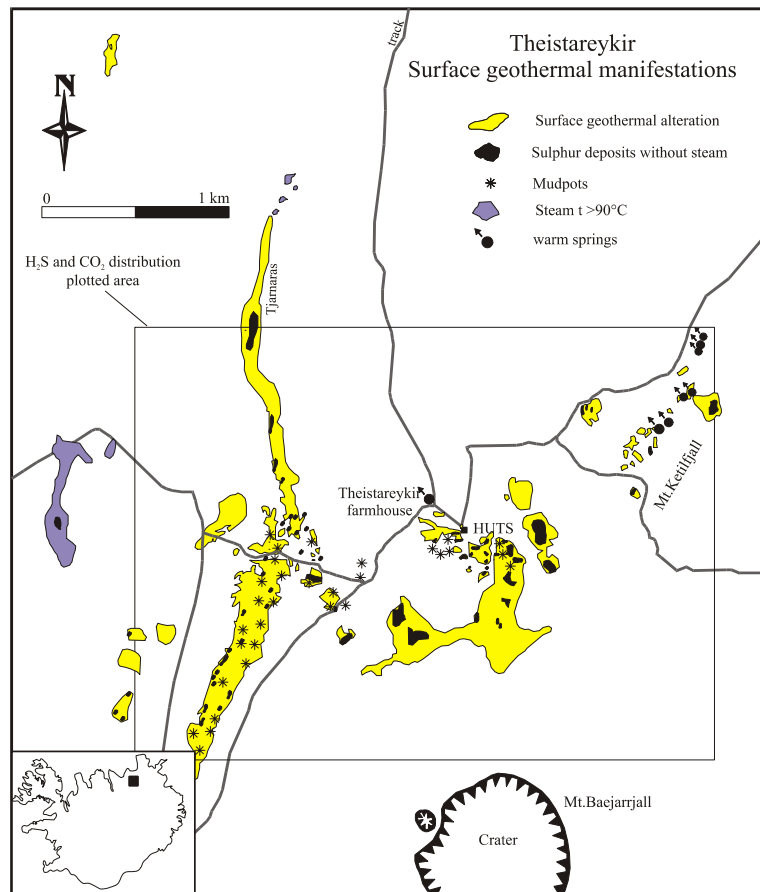 Theistareykir
Surface geothermal manifestations
track
N
Surface geothermal alteration
Sulphur deposits without steam
Mudpots
Steam t >90°C
warm springs
0 1 km
H₂S and CO₂ distribution
plotted area
Tjarnaras
Mt.Ketilfjall
Theistareykir
farmhouse
HUTS
Mt.Baejarrjall
Crater